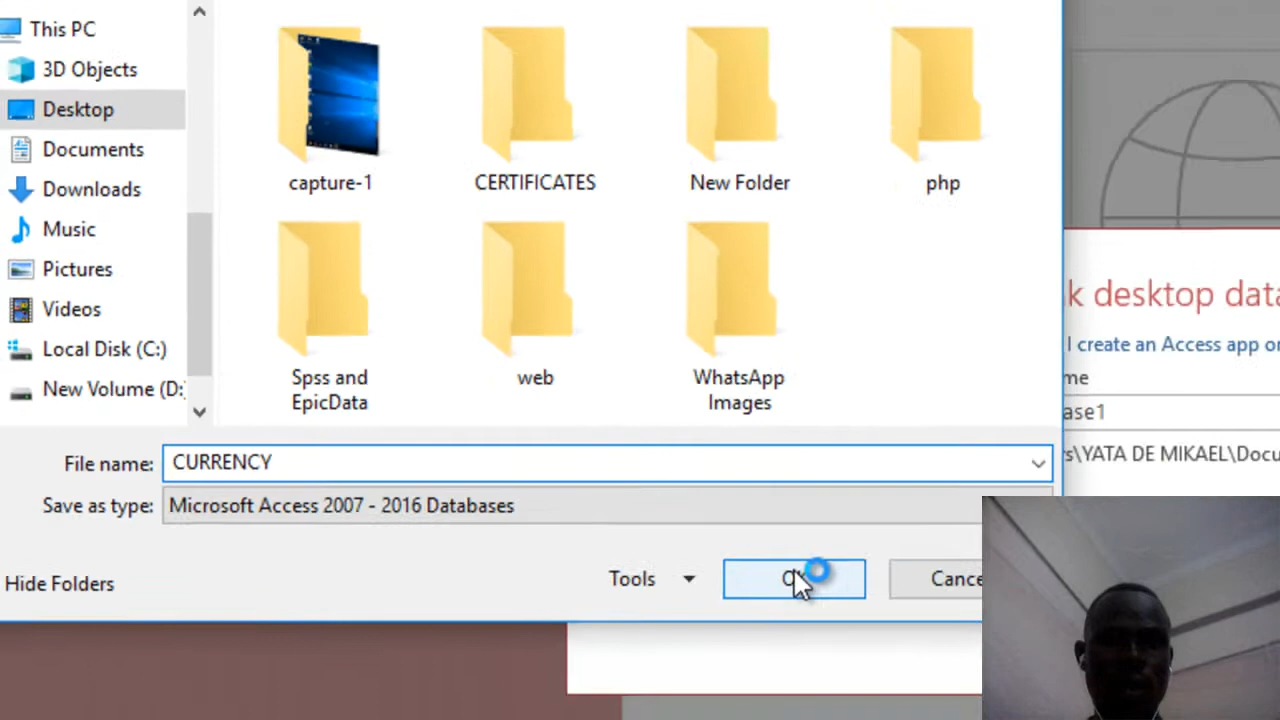 This PC
3D Objects
Desktop
Documents
Downloads
Music
Pictures
Videos
Local Disk (C:)
New Volume (D:
capture-1
CERTIFICATES
New Folder
php
Spss and
EpicData
web
WhatsApp
Images
File name: CURRENCY
Save as type: Microsoft Access 2007 - 2016 Databases
Hide Folders
Tools
Cance
k desktop data
I create an Access app or
me
ase1
s\YATA DE MIKAEL\Docu